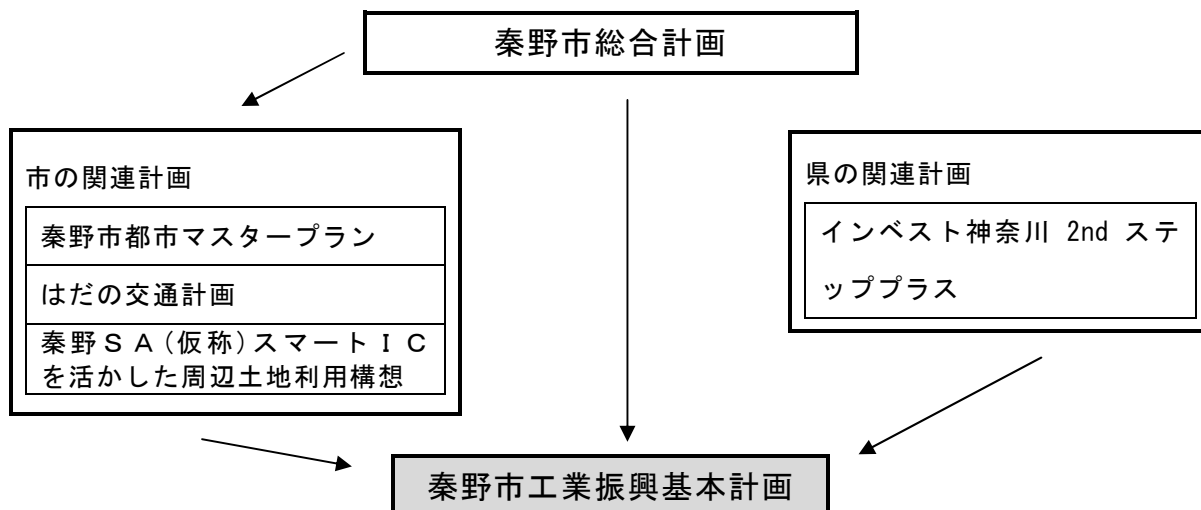 秦野市総合計画
市の関連計画
秦野市都市マスタープラン
はだの交通計画
秦野ＳＡ（仮称）スマートＩＣ
を活かした周辺土地利用構想
県の関連計画
インベスト神奈川 2nd ステ
ッププラス
秦野市工業振興基本計画